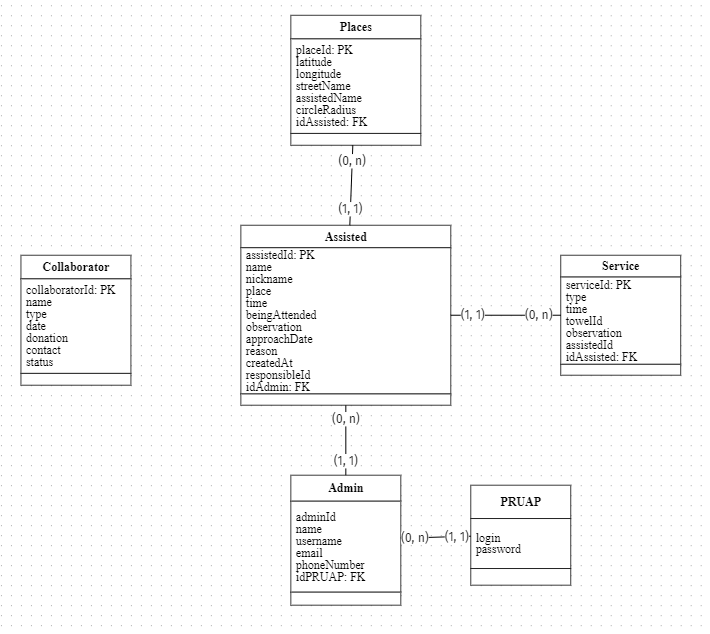 Places
placeId: PK
latitude
longitude
streetName
assistedName
circleRadius
idAssisted: FK
(0, n)
(1, 1)
Assisted
assistedId: PK
name
nickname
place
time
beingAttended
observation
approachDate
reason
createdAt
responsibleId
idAdmin: FK
Collaborator
collaboratorId: PK
name
type
date
donation
contact
status
(1, 1)
(0, n)
Service
serviceId: PK
type
time
towelId
observation
assistedId
idAssisted: FK
(0, n)
(1, 1)
Admin
adminId
name
username
email
phoneNumber
idPRUAP: FK
(0, n)
(1, 1)
PRUAP
login
password